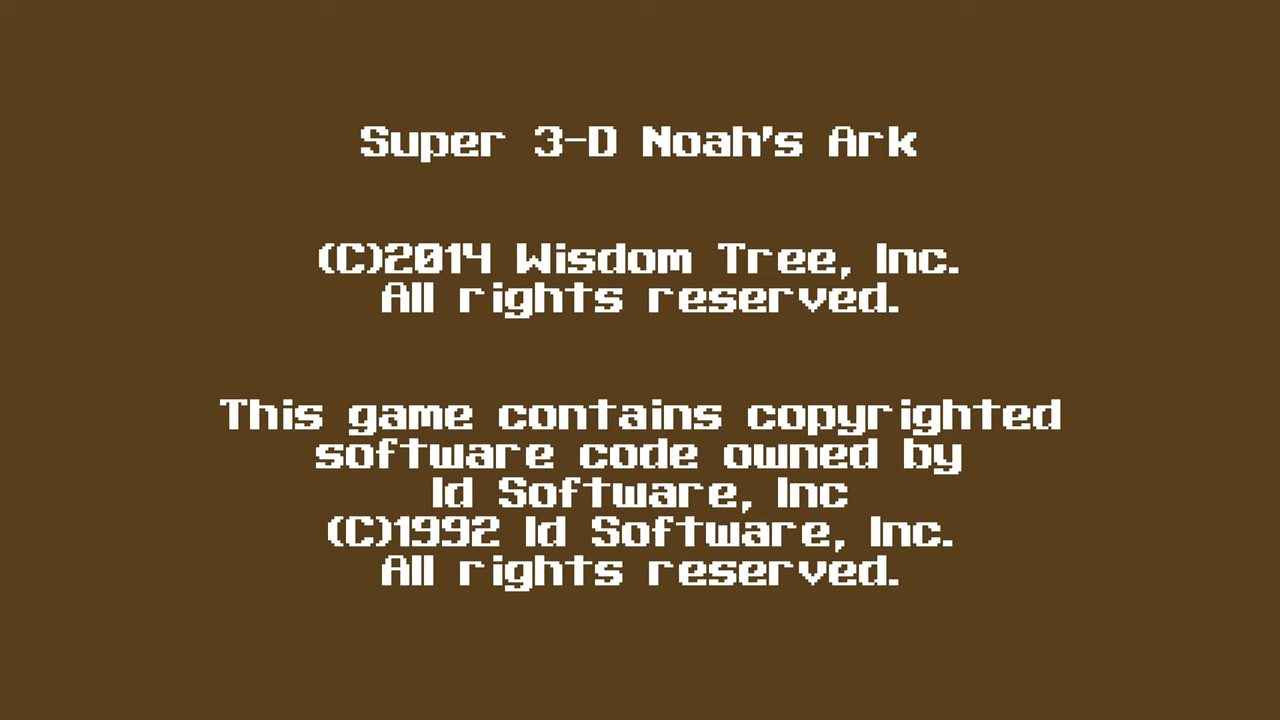 Super 3-D Noah's Ark
(C)2014 Wisdom Tree, Inc.
All rights reserved.
This game contains copyrighted
software code owned by
Id Software, Inc
(C)1992 Id Software, Inc.
All rights reserved.